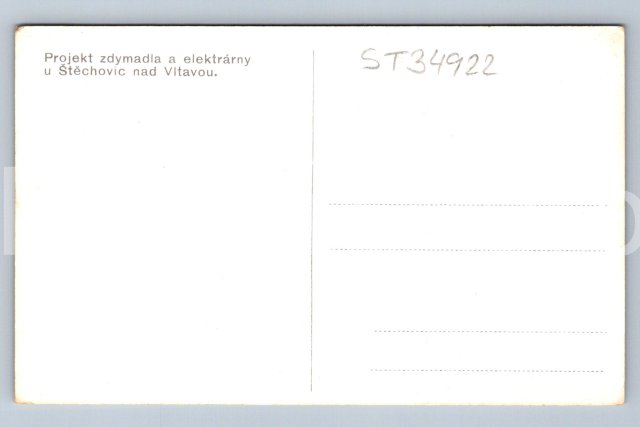 Projekt zdymadla a elektrárny
u Štěchovic nad Vltavou.
ST34922